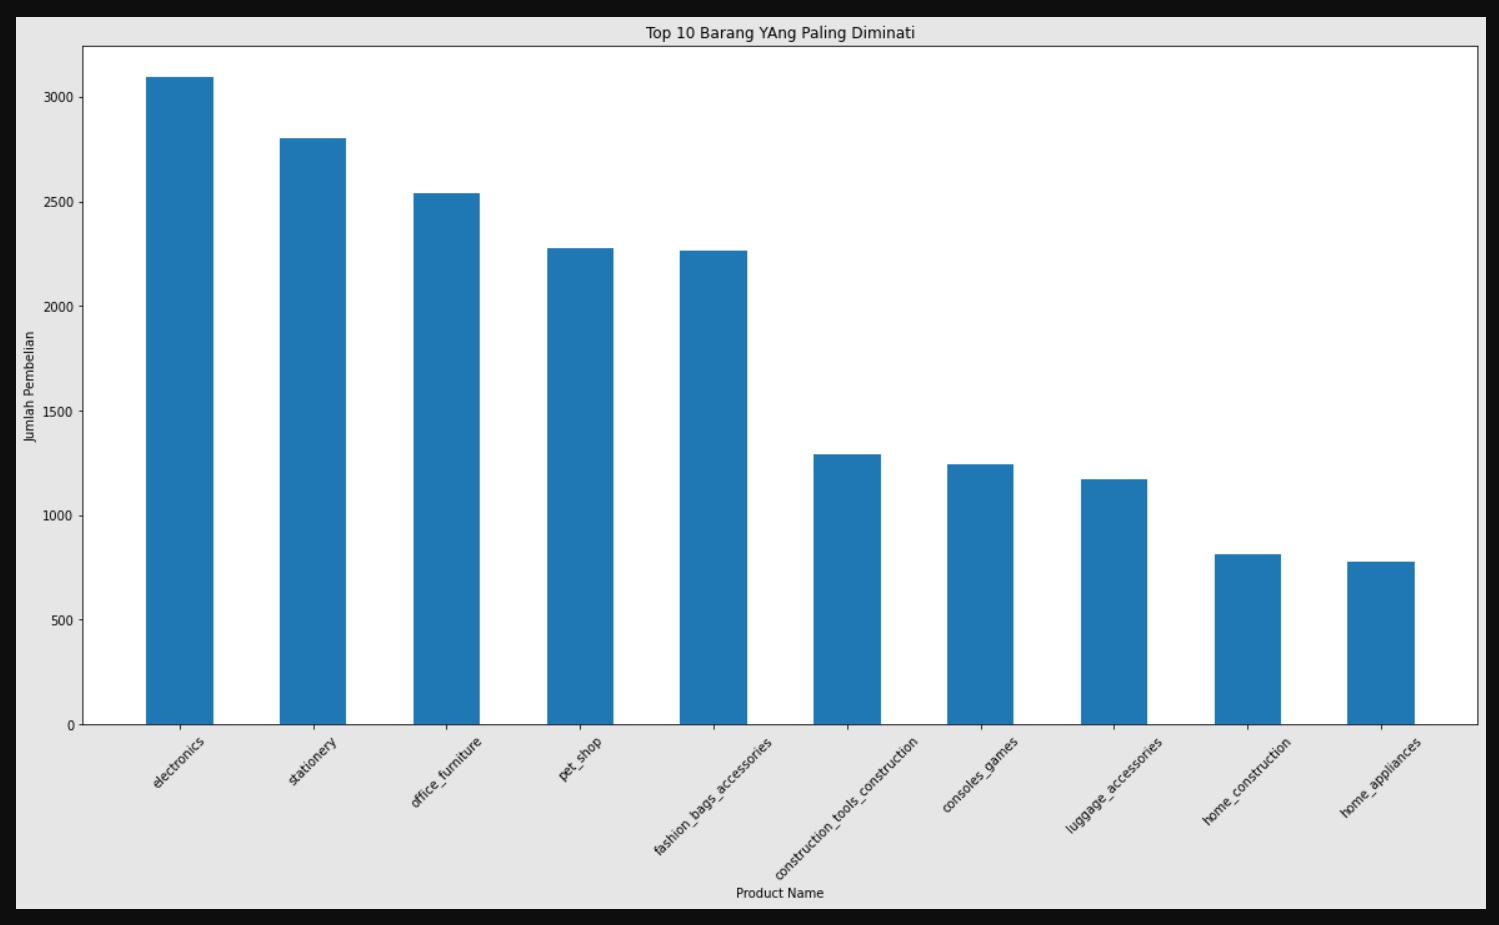 Top 10 Barang YAng Paling Diminati
3000
2500
2000
1500
1000
500
0
Jumlah Pembelian
electronics
stationery
office_furniture
pet_shop
fashion_bags_accessories
construction_tools_construction
consoles_games
luggage_accessories
home_construction
home_appliances
Product Name